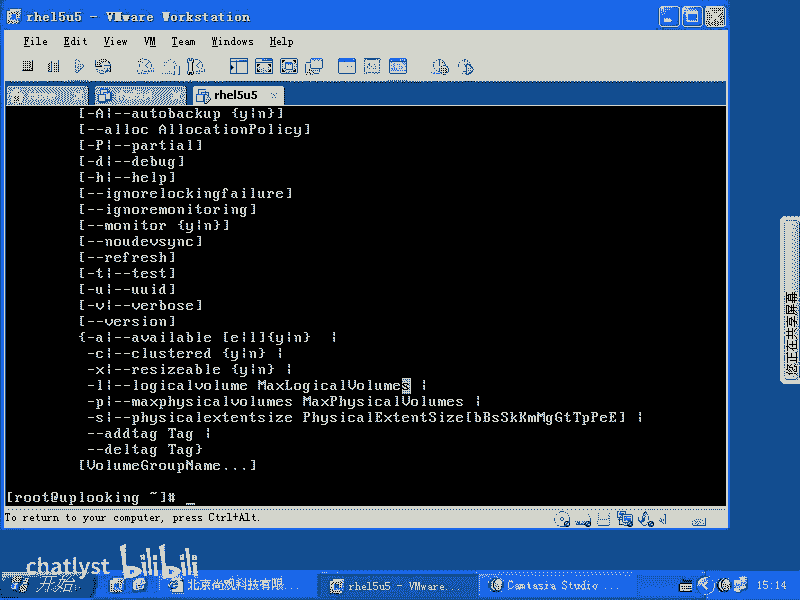 rhel5u5 - VMware Workstation
File Edit View VM Team Windows Help
rhel5u5
[-A|--autobackup {y|n}]
[--alloc AllocationPolicy]
[-P|--partial]
[-d|--debug]
[-h|--help]
[--ignorelockingfailure]
[--ignoremonitoring]
[--monitor {y|n}]
[--noudevsync]
[--refresh]
[-t|--test]
[-u|--uuid]
[-v|--verbose]
[--version]
{-a|--available [e|l]{y|n} |
-c|--clustered {y|n} |
-x|--resizeable {y|n} |
-l|--logicalvolume MaxLogicalVolumes |
-p|--maxphysicalvolumes MaxPhysicalVolumes |
-s|--physicalextentsize PhysicalExtentSize[bBsSkKmMgGtTpPeE] |
--addtag Tag |
--deltag Tag}
[VolumeGroupName...]
[root@uplooking ~]# _
To return to your computer, press Ctrl+Alt.
您正在共享屏幕
chatlyst bilibili
开始
北京尚观科技有限...
rhel5u5 - VMware...
Camtasia Studio ...
15:14